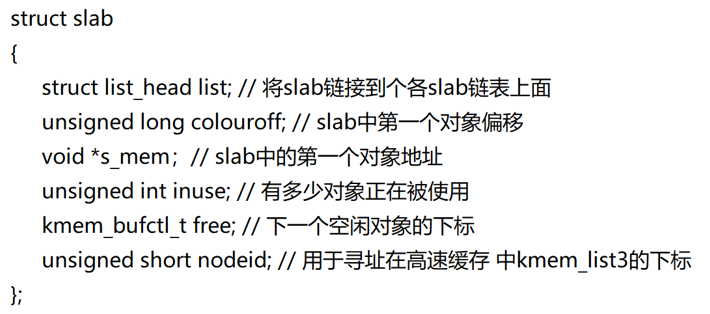 struct slab
{
struct list_head list; // 将slab链接到个各slab链表上面
unsigned long colouroff; // slab中第一个对象偏移
void *s_mem；// slab中的第一个对象地址
unsigned int inuse; // 有多少对象正在被使用
kmem_bufctl_t free; // 下一个空闲对象的下标
unsigned short nodeid; // 用于寻址在高速缓存 中kmem_list3的下标
};